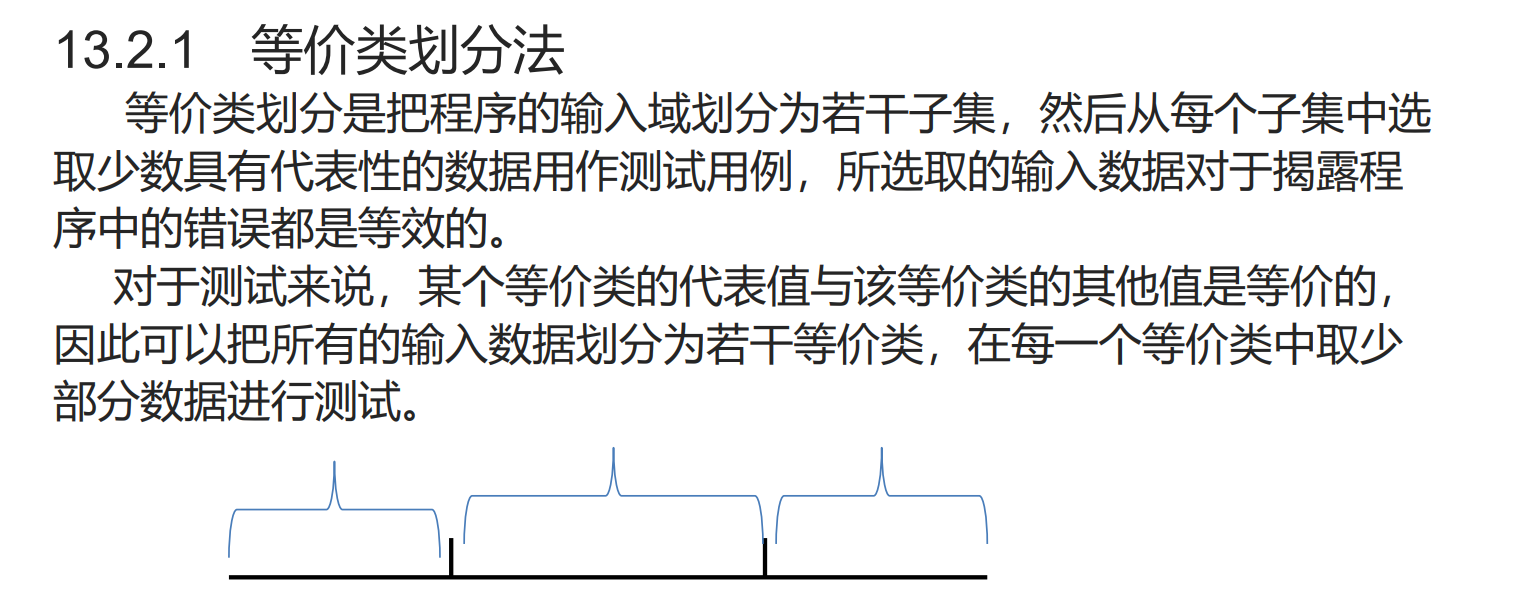 13.2.1 等价类划分法
等价类划分是把程序的输入域划分为若干子集，然后从每个子集中选
取少数具有代表性的数据用作测试用例，所选取的输入数据对于揭露程
序中的错误都是等效的。
对于测试来说，某个等价类的代表值与该等价类的其他值是等价的，
因此可以把所有的输入数据划分为若干等价类，在每一个等价类中取少
部分数据进行测试。